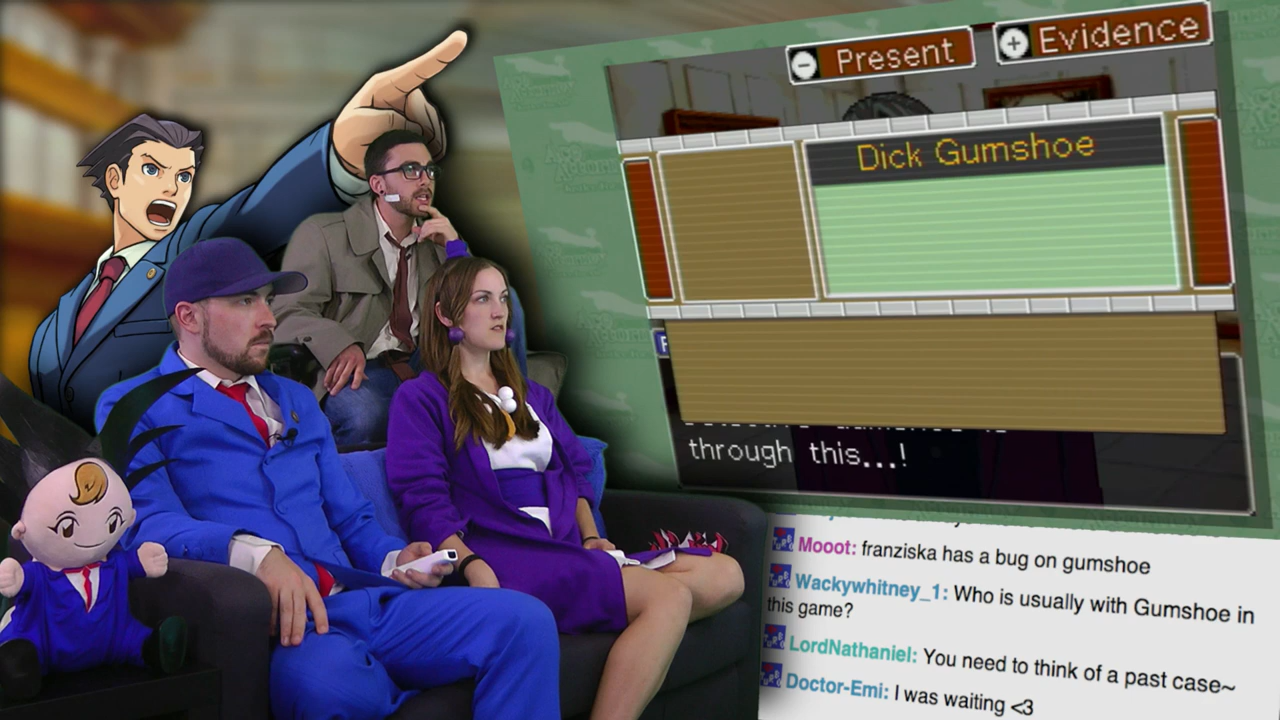 Present
Evidence
Dick Gumshoe
through this...!
Mooot: franziska has a bug on gumshoe
Wackywhitney_1: Who is usually with Gumshoe in
this game?
LordNathaniel: You need to think of a past case~
Doctor-Emi: I was waiting <3